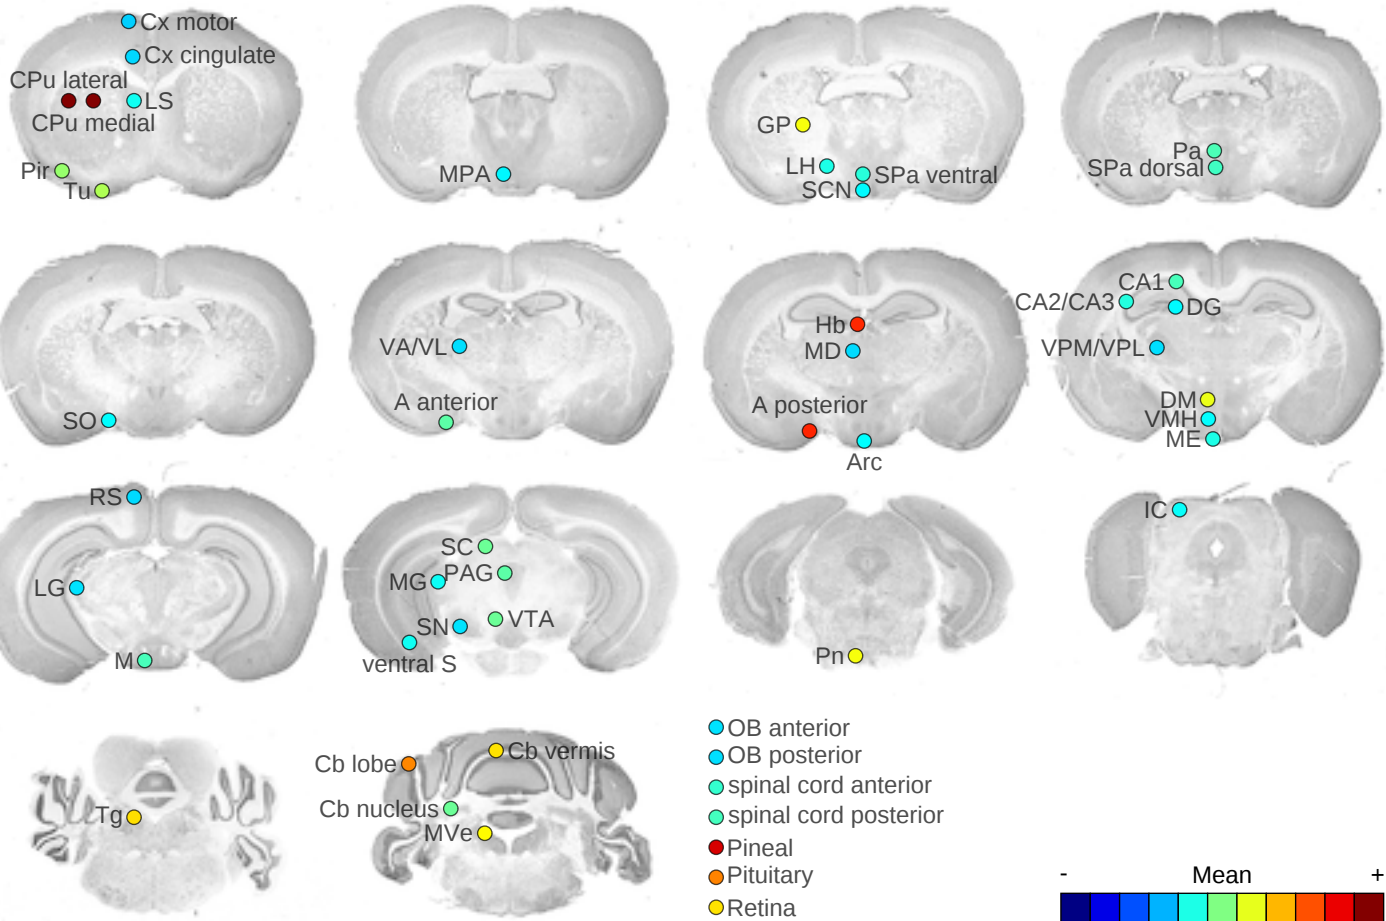 Cx motor
Cx cingulate
CPu lateral
LS
CPu medial
Pir
Tu
MPA
GP
LH
SPa ventral
SCN
Pa
SPa dorsal
SO
VA/VL
A anterior
Hb
MD
A posterior
Arc
CA1
CA2/CA3
DG
VPM/VPL
DM
VMH
ME
RS
LG
M
SC
MG
PAG
SN
VTA
ventral S
Pn
IC
Tg
Cb lobe
Cb vermis
Cb nucleus
MVe
OB anterior
OB posterior
spinal cord anterior
spinal cord posterior
Pineal
Pituitary
Retina
- Mean +